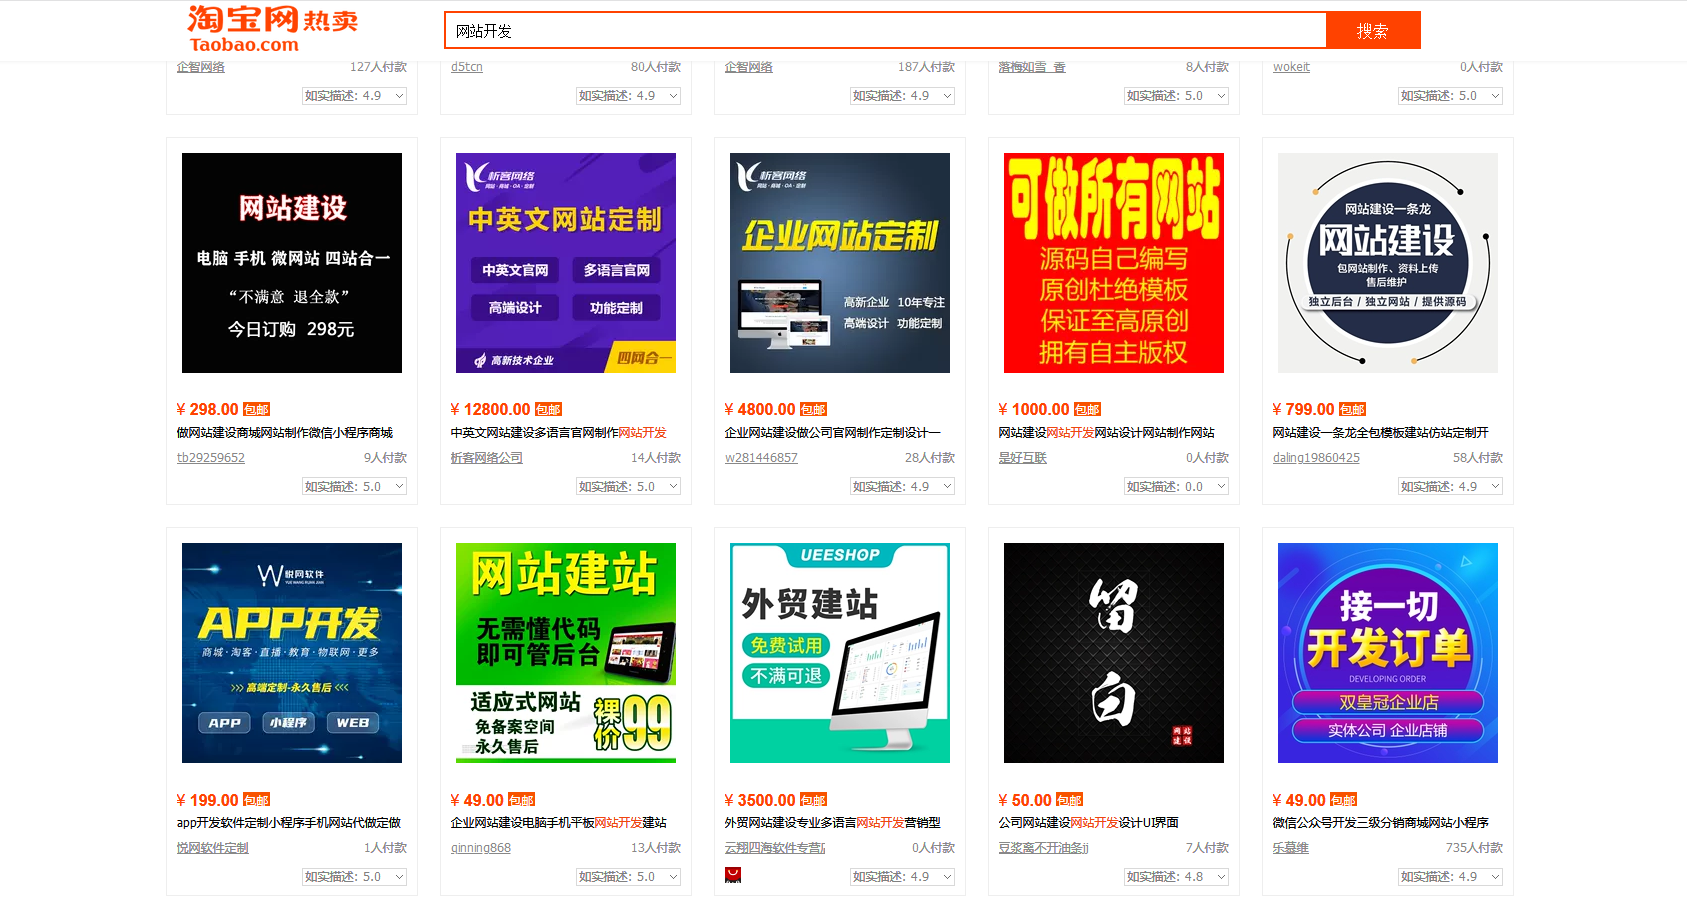 淘宝网热卖
Taobao.com
网站开发
搜索
企智网络 127人付款
d5tcn 80人付款
企智网络 187人付款
落梅如雪_香 8人付款
wokeit 0人付款
如实描述: 4.9
如实描述: 4.9
如实描述: 4.9
如实描述: 5.0
如实描述: 5.0
网站建设
电脑 手机 微网站 四站合一
“不满意 退全款”
今日订购 298元
¥ 298.00 包邮
做网站建设商城网站制作微信小程序商城
tb29259652 9人付款
如实描述: 5.0
析客网络
网站·商城·OA·定制
中英文网站定制
中英文官网 多语言官网
高端设计 功能定制
高新技术企业
四网合一
¥ 12800.00 包邮
中英文网站建设多语言官网制作网站开发
析客网络公司 14人付款
如实描述: 5.0
析客网络
网站·商城·OA·定制
企业网站定制
高新企业 10年专注
高端设计 功能定制
¥ 4800.00 包邮
企业网站建设做公司官网制作定制设计一
w281446857 28人付款
如实描述: 4.9
可做所有网站
源码自己编写
原创杜绝模板
保证至高原创
拥有自主版权
¥ 1000.00 包邮
网站建设网站开发网站设计网站制作网站
是好互联 0人付款
如实描述: 0.0
网站建设一条龙
网站建设
包网站制作、资料上传
售后维护
独立后台 / 独立网站 / 提供源码
¥ 799.00 包邮
网站建设一条龙全包模板建站仿站定制开
daling19860425 58人付款
如实描述: 4.9
悦网软件
YUE WANG RUAN JIAN
APP开发
商城·淘客·直播·教育·物联网·更多
>>> 高端定制-永久售后 <<<
APP 小程序 WEB
¥ 199.00 包邮
app开发软件定制小程序手机网站代做定做
悦网软件定制 1人付款
如实描述: 5.0
网站建站
无需懂代码
即可管后台
适应式网站
免备案空间
永久售后
裸价99
¥ 49.00 包邮
企业网站建设电脑手机平板网站开发建站
qinning868 13人付款
如实描述: 5.0
UEESHOP
外贸建站
免费试用
不满可退
¥ 3500.00 包邮
外贸网站建设专业多语言网站开发营销型
云翔四海软件专营店 0人付款
如实描述: 4.9
留
白
网站
建设
¥ 50.00 包邮
公司网站建设网站开发设计UI界面
豆浆离不开油条jj 7人付款
如实描述: 4.8
接一切
开发订单
DEVELOPING ORDER
双皇冠企业店
实体公司 企业店铺
¥ 49.00 包邮
微信公众号开发三级分销商城网站小程序
乐慕维 735人付款
如实描述: 4.9